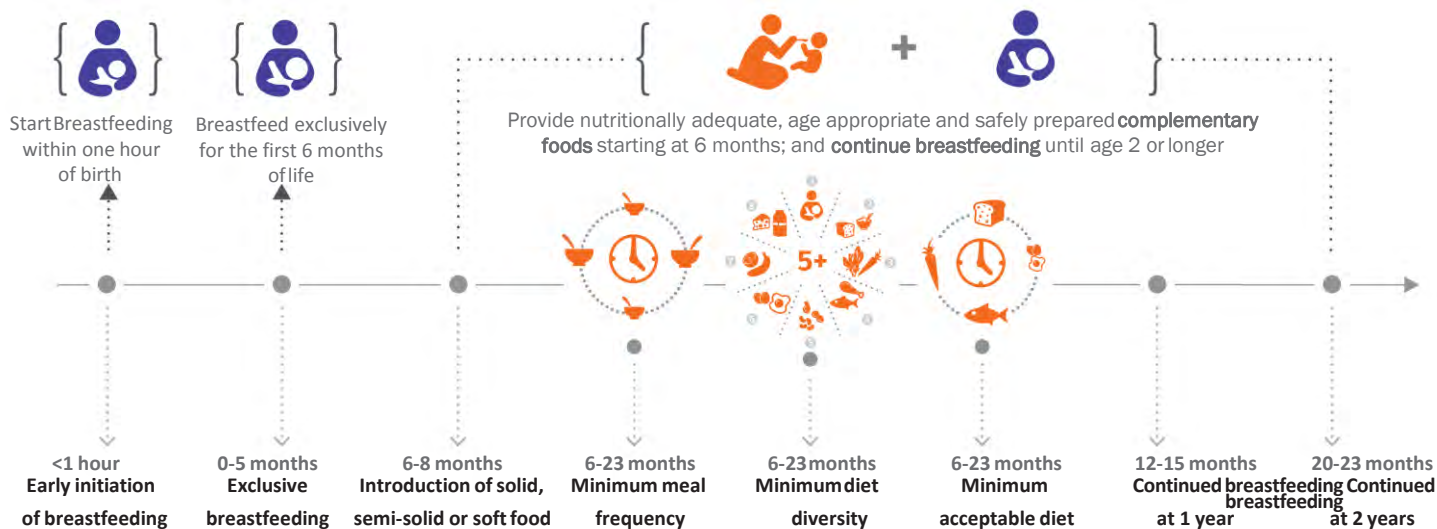 Start Breastfeeding
within one hour
of birth
Breastfeed exclusively
for the first 6 months
of life
Provide nutritionally adequate, age appropriate and safely prepared complementary
foods starting at 6 months; and continue breastfeeding until age 2 or longer
5+
<1 hour
Early initiation
of breastfeeding
0-5 months
Exclusive
breastfeeding
6-8 months
Introduction of solid,
semi-solid or soft food
6-23 months
Minimum meal
frequency
6-23 months
Minimum diet
diversity
6-23 months
Minimum
acceptable diet
12-15 months
Continued breastfeeding
at 1 year
20-23 months
Continued
breastfeeding
at 2 years